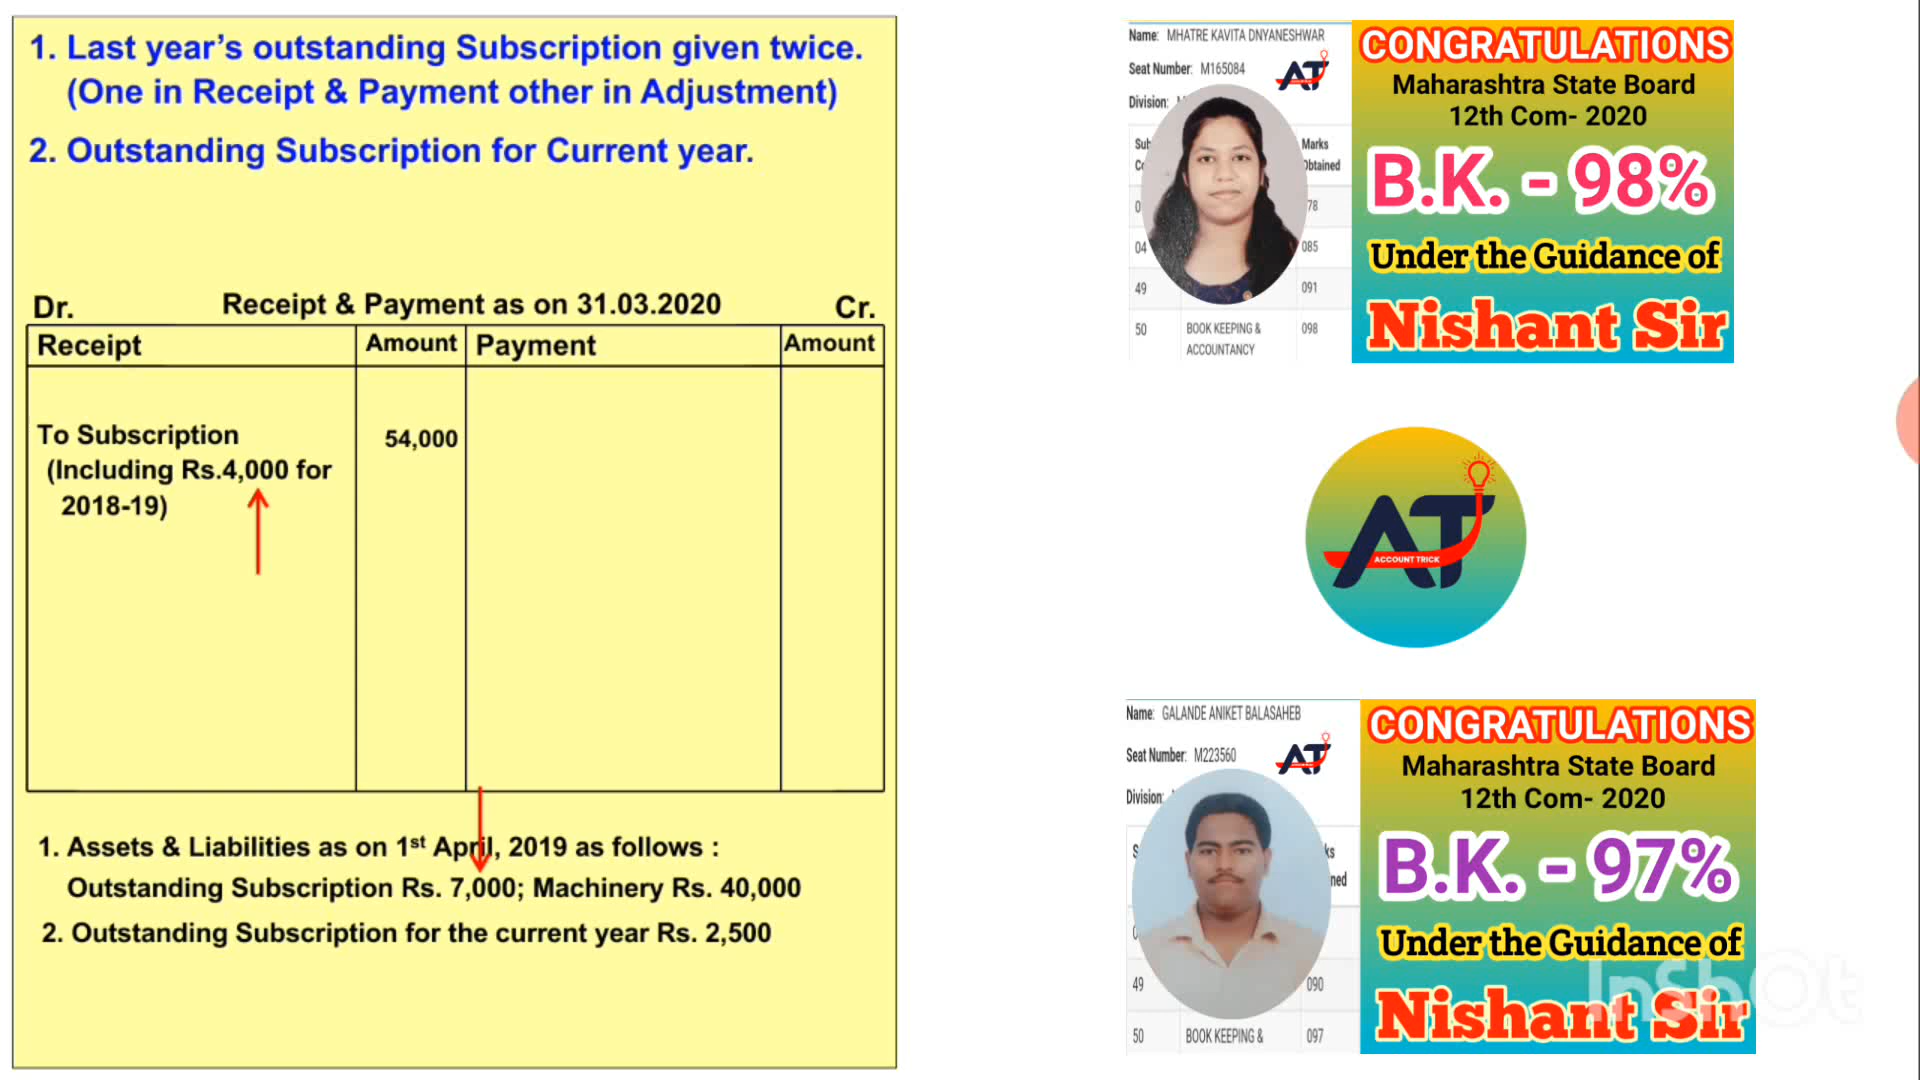 1. Last year’s outstanding Subscription given twice.
(One in Receipt & Payment other in Adjustment)
2. Outstanding Subscription for Current year.
Dr. Receipt & Payment as on 31.03.2020 Cr.
Receipt Amount Payment Amount
To Subscription 54,000
(Including Rs.4,000 for
2018-19)
1. Assets & Liabilities as on 1st April, 2019 as follows :
Outstanding Subscription Rs. 7,000; Machinery Rs. 40,000
2. Outstanding Subscription for the current year Rs. 2,500
Name: MHATRE KAVITA DNYANESHWAR
Seat Number: M165084
AT
Division:
Marks
Obtained
78
04 085
49 091
50 BOOK KEEPING & 098
ACCOUNTANCY
CONGRATULATIONS
Maharashtra State Board
12th Com- 2020
B.K. - 98%
Under the Guidance of
Nishant Sir
AT
ACCOUNT TRICK
Name: GALANDE ANIKET BALASAHEB
Seat Number: M223560
AT
Division:
49 090
50 BOOK KEEPING & 097
CONGRATULATIONS
Maharashtra State Board
12th Com- 2020
B.K. - 97%
Under the Guidance of
Nishant Sir
InShOt